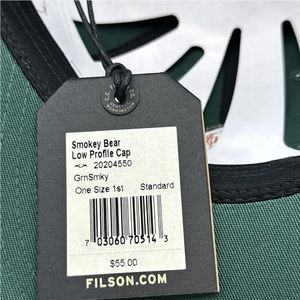 Smokey Bear
Low Profile Cap
20204550
GrnSmky
One Size 1st Standard
7 03060 70514 3
$55.00
FILSON.COM